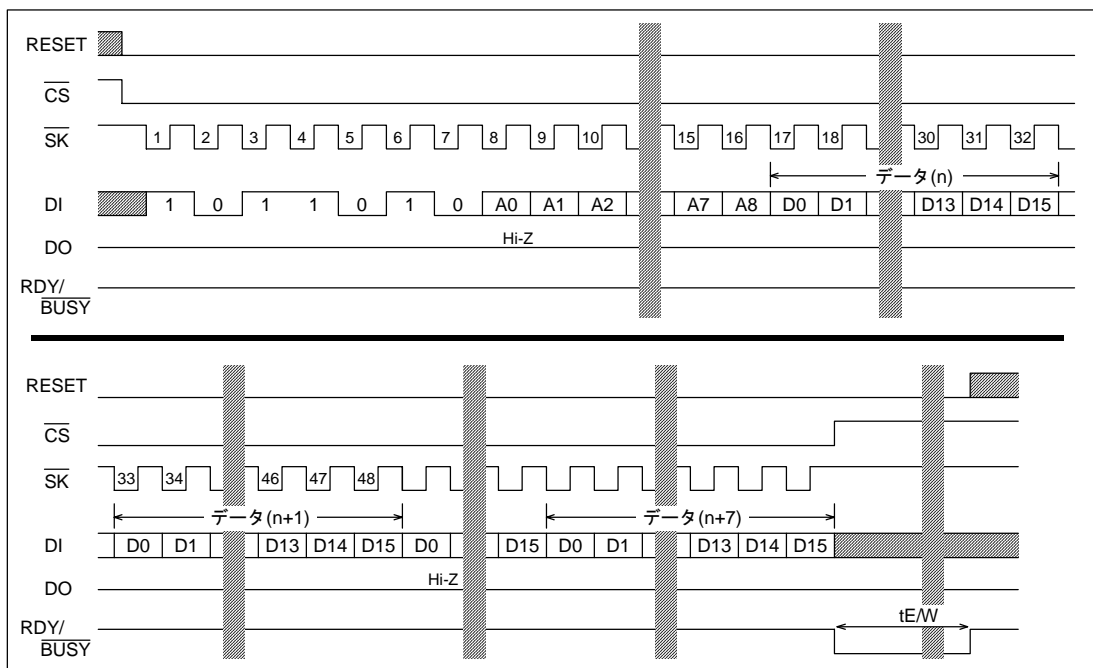 RESET
CS
SK
1 2 3 4 5 6 7 8 9 10 15 16 17 18 30 31 32
データ(n)
DI
1 0 1 1 0 1 0 A0 A1 A2 A7 A8 D0 D1 D13 D14 D15
DO
Hi-Z
RDY/
BUSY
RESET
CS
SK
33 34 46 47 48
データ(n+1) データ(n+7)
DI
D0 D1 D13 D14 D15 D0 D15 D0 D1 D13 D14 D15
DO
Hi-Z
RDY/
BUSY
tE/W